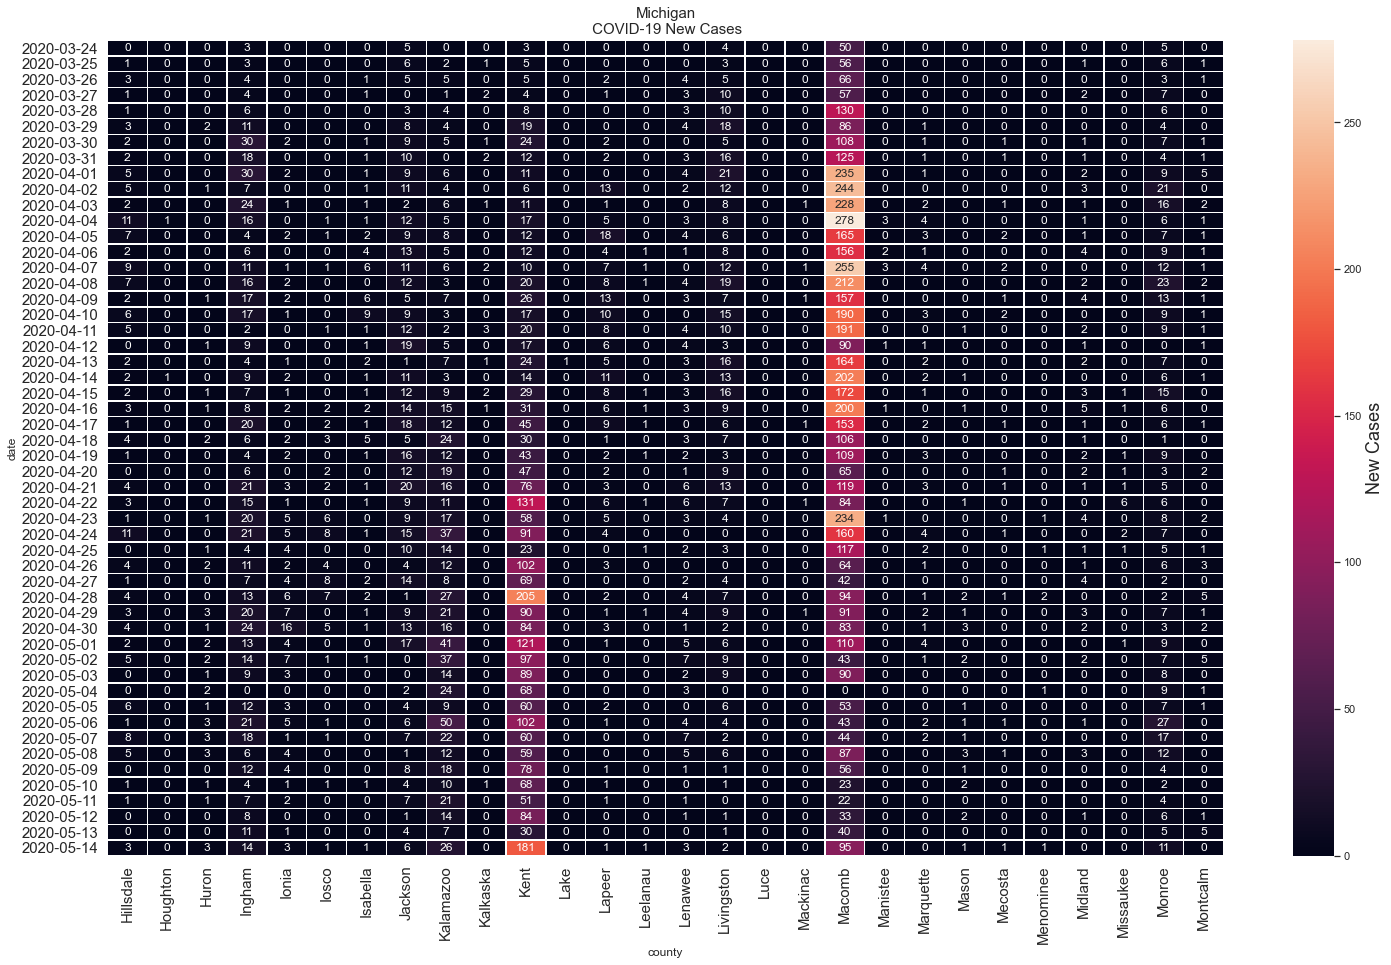 Michigan
COVID-19 New Cases
2020-03-24 0 0 0 3 0 0 0 5 0 0 3 0 0 0 0 4 0 0 50 0 0 0 0 0 0 0 5 0
2020-03-25 1 0 0 3 0 0 0 6 2 1 5 0 0 0 0 3 0 0 56 0 0 0 0 0 1 0 6 1
2020-03-26 3 0 0 4 0 0 1 5 5 0 5 0 2 0 4 5 0 0 66 0 0 0 0 0 0 0 3 1
2020-03-27 1 0 0 4 0 0 1 0 1 2 4 0 1 0 3 10 0 0 57 0 0 0 0 0 2 0 7 0
2020-03-28 1 0 0 6 0 0 0 3 4 0 8 0 0 0 3 10 0 0 130 0 0 0 0 0 0 0 6 0
2020-03-29 3 0 2 11 0 0 0 8 4 0 19 0 0 0 4 18 0 0 86 0 1 0 0 0 0 0 4 0
2020-03-30 2 0 0 30 2 0 1 9 5 1 24 0 2 0 0 5 0 0 108 0 1 0 1 0 1 0 7 1
2020-03-31 2 0 0 18 0 0 1 10 0 2 12 0 2 0 3 16 0 0 125 0 1 0 1 0 1 0 4 1
2020-04-01 5 0 0 30 2 0 1 9 6 0 11 0 0 0 4 21 0 0 235 0 1 0 0 0 2 0 9 5
2020-04-02 5 0 1 7 0 0 1 11 4 0 6 0 13 0 2 12 0 0 244 0 0 0 0 0 3 0 21 0
2020-04-03 2 0 0 24 1 0 1 2 6 1 11 0 1 0 0 8 0 1 228 0 2 0 1 0 1 0 16 2
2020-04-04 11 1 0 16 0 1 1 12 5 0 17 0 5 0 3 8 0 0 278 3 4 0 0 0 1 0 6 1
2020-04-05 7 0 0 4 2 1 2 9 8 0 12 0 18 0 4 6 0 0 165 0 3 0 2 0 1 0 7 1
2020-04-06 2 0 0 6 0 0 4 13 5 0 12 0 4 1 1 8 0 0 156 2 1 0 0 0 4 0 9 1
2020-04-07 9 0 0 11 1 1 6 11 6 2 10 0 7 1 0 12 0 1 255 3 4 0 2 0 0 0 12 1
2020-04-08 7 0 0 16 2 0 0 12 3 0 20 0 8 1 4 19 0 0 212 0 0 0 0 0 2 0 23 2
2020-04-09 2 0 1 17 2 0 6 5 7 0 26 0 13 0 3 7 0 1 157 0 0 0 1 0 4 0 13 1
2020-04-10 6 0 0 17 1 0 9 9 3 0 17 0 10 0 0 15 0 0 190 0 3 0 2 0 0 0 9 1
2020-04-11 5 0 0 2 0 1 1 12 2 3 20 0 8 0 4 10 0 0 191 0 0 1 0 0 2 0 9 1
2020-04-12 0 0 1 9 0 0 1 19 5 0 17 0 6 0 4 3 0 0 90 1 1 0 0 0 1 0 0 1
2020-04-13 2 0 0 4 1 0 2 1 7 1 24 1 5 0 3 16 0 0 164 0 2 0 0 0 2 0 7 0
2020-04-14 2 1 0 9 2 0 1 11 3 0 14 0 11 0 3 13 0 0 202 0 2 1 0 0 0 0 6 1
2020-04-15 2 0 1 7 1 0 1 12 9 2 29 0 8 1 3 16 0 0 172 0 1 0 0 0 3 1 15 0
2020-04-16 3 0 1 8 2 2 2 14 15 1 31 0 6 1 3 9 0 0 200 1 0 1 0 0 5 1 6 0
2020-04-17 1 0 0 20 0 2 1 18 12 0 45 0 9 1 0 6 0 1 153 0 2 0 1 0 1 0 6 1
2020-04-18 4 0 2 6 2 3 5 5 24 0 30 0 1 0 3 7 0 0 106 0 0 0 0 0 1 0 1 0
2020-04-19 1 0 0 4 2 0 1 16 12 0 43 0 2 1 2 3 0 0 109 0 3 0 0 0 2 1 9 0
2020-04-20 0 0 0 6 0 2 0 12 19 0 47 0 2 0 1 9 0 0 65 0 0 0 1 0 2 1 3 2
2020-04-21 4 0 0 21 3 2 1 20 16 0 76 0 3 0 6 13 0 0 119 0 3 0 1 0 1 1 5 0
2020-04-22 3 0 0 15 1 0 1 9 11 0 131 0 6 1 6 7 0 1 84 0 0 1 0 0 0 6 6 0
2020-04-23 1 0 1 20 5 6 0 9 17 0 58 0 5 0 3 4 0 0 234 1 0 0 0 1 4 0 8 2
2020-04-24 11 0 0 21 5 8 1 15 37 0 91 0 4 0 0 0 0 0 160 0 4 0 1 0 0 2 7 0
2020-04-25 0 0 1 4 4 0 0 10 14 0 23 0 0 1 2 3 0 0 117 0 2 0 0 1 1 1 5 1
2020-04-26 4 0 2 11 2 4 0 4 12 0 102 0 3 0 0 0 0 0 64 0 1 0 0 0 1 0 6 3
2020-04-27 1 0 0 7 4 8 2 14 8 0 69 0 0 0 2 4 0 0 42 0 0 0 0 0 4 0 2 0
2020-04-28 4 0 0 13 6 7 2 1 27 0 205 0 2 0 4 7 0 0 94 0 1 2 1 2 0 0 2 5
2020-04-29 3 0 3 20 7 0 1 9 21 0 90 0 1 1 4 9 0 1 91 0 2 1 0 0 3 0 7 1
2020-04-30 4 0 1 24 16 5 1 13 16 0 84 0 3 0 1 2 0 0 83 0 1 3 0 0 2 0 3 2
2020-05-01 2 0 2 13 4 0 0 17 41 0 121 0 1 0 5 6 0 0 110 0 4 0 0 0 0 1 9 0
2020-05-02 5 0 2 14 7 1 1 0 37 0 97 0 0 0 7 9 0 0 43 0 1 2 0 0 2 0 7 5
2020-05-03 0 0 1 9 3 0 0 0 14 0 89 0 0 0 2 9 0 0 90 0 0 0 0 0 0 0 8 0
2020-05-04 0 0 2 0 0 0 0 2 24 0 68 0 0 0 3 0 0 0 0 0 0 0 0 1 0 0 9 1
2020-05-05 6 0 1 12 3 0 0 4 9 0 60 0 2 0 0 6 0 0 53 0 0 1 0 0 0 0 7 1
2020-05-06 1 0 3 21 5 1 0 6 50 0 102 0 1 0 4 4 0 0 43 0 2 1 1 0 1 0 27 0
2020-05-07 8 0 3 18 1 1 0 7 22 0 60 0 0 0 7 2 0 0 44 0 2 1 0 0 0 0 17 0
2020-05-08 5 0 3 6 4 0 0 1 12 0 59 0 0 0 5 6 0 0 87 0 0 3 1 0 3 0 12 0
2020-05-09 0 0 0 12 4 0 0 8 18 0 78 0 1 0 1 1 0 0 56 0 0 1 0 0 0 0 4 0
2020-05-10 1 0 1 4 1 1 1 4 10 1 68 0 1 0 0 1 0 0 23 0 0 2 0 0 0 0 2 0
2020-05-11 1 0 1 7 2 0 0 7 21 0 51 0 1 0 1 0 0 0 22 0 0 0 0 0 0 0 4 0
2020-05-12 0 0 0 8 0 0 0 1 14 0 84 0 0 0 1 1 0 0 33 0 0 2 0 0 1 0 6 1
2020-05-13 0 0 0 11 1 0 0 4 7 0 30 0 0 0 0 1 0 0 40 0 0 0 0 0 0 0 5 5
2020-05-14 3 0 3 14 3 1 1 6 26 0 181 0 1 1 3 2 0 0 95 0 0 1 1 1 0 0 11 0
date
Hillsdale Houghton Huron Ingham Ionia Iosco Isabella Jackson Kalamazoo Kalkaska Kent Lake Lapeer Leelanau Lenawee Livingston Luce Mackinac Macomb Manistee Marquette Mason Mecosta Menominee Midland Missaukee Monroe Montcalm
county
250
200
150
100
50
0
New Cases